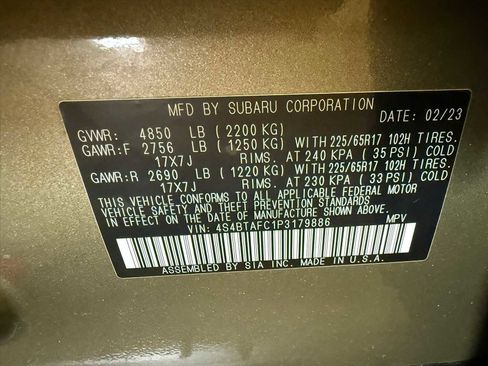 MFD BY SUBARU CORPORATION
DATE: 02/23
GVWR: 4850 LB (2200 KG)
GAWR:F 2756 LB (1250 KG) WITH 225/65R17 102H TIRES.
17X7J RIMS. AT 240 KPA (35 PSI) COLD
GAWR:R 2690 LB (1220 KG) WITH 225/65R17 102H TIRES.
17X7J RIMS. AT 230 KPA (33 PSI) COLD
THIS VEHICLE CONFORMS TO ALL APPLICABLE FEDERAL MOTOR
VEHICLE SAFETY AND THEFT PREVENTION STANDARDS
IN EFFECT ON THE DATE OF MANUFACTURE SHOWN ABOVE.
VIN: 4S4BTAFC1P3179886 MPV
ASSEMBLED BY SIA INC. MADE IN U.S.A.